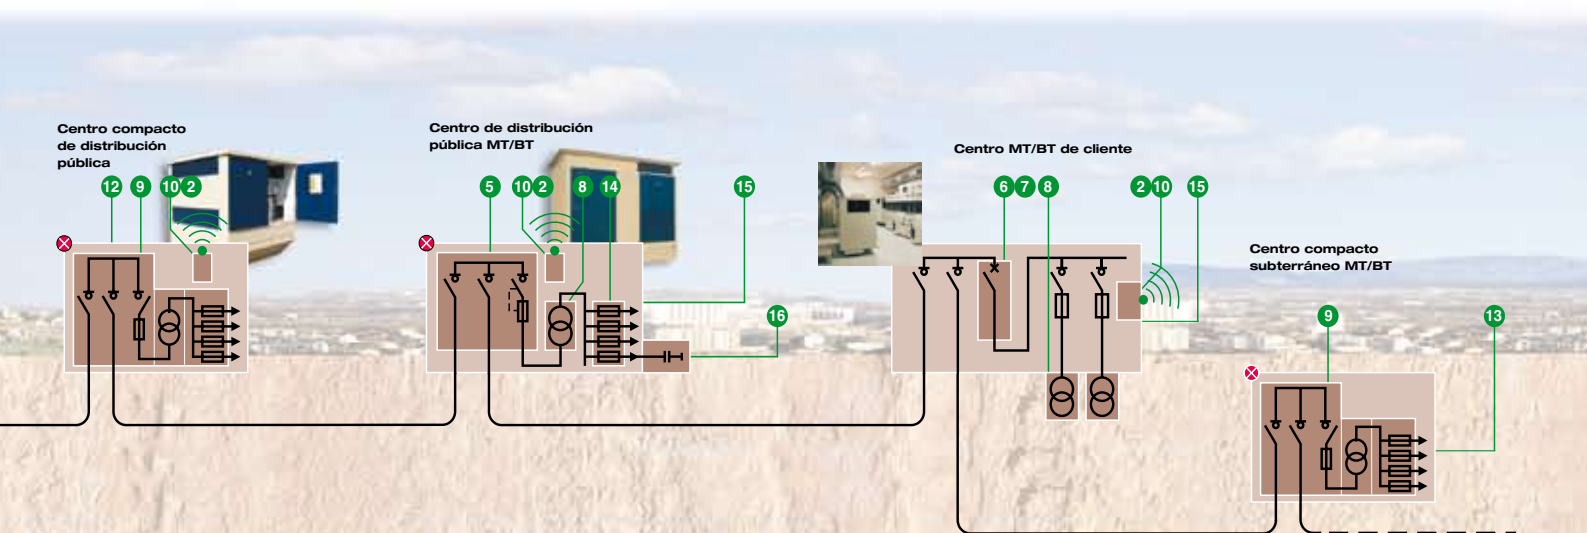 Centro compacto
de distribución
pública
12 9 10 2
Centro de distribución
pública MT/BT
5 10 2 8 14 15
16
Centro MT/BT de cliente
6 7 8 2 10 15
Centro compacto
subterráneo MT/BT
9 13